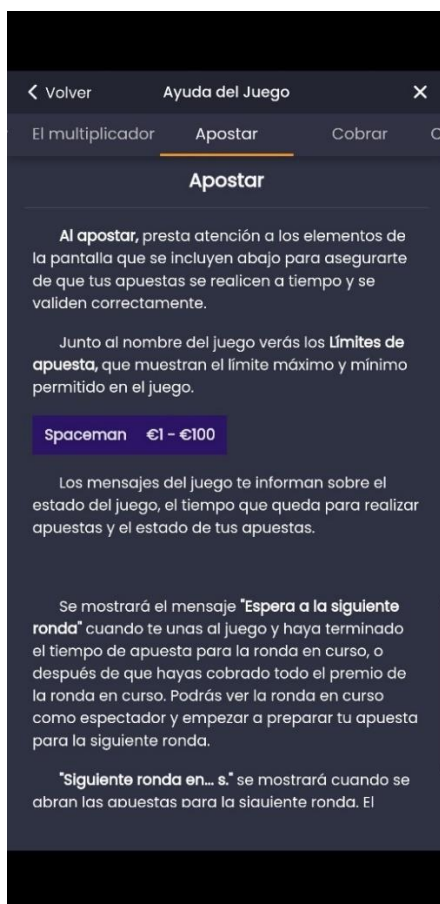 Volver Ayuda del Juego
El multiplicador Apostar Cobrar
Apostar
Al apostar, presta atención a los elementos de
la pantalla que se incluyen abajo para asegurarte
de que tus apuestas se realicen a tiempo y se
validen correctamente.
Junto al nombre del juego verás los Límites de
apuesta, que muestran el límite máximo y mínimo
permitido en el juego.
Spaceman €1 - €100
Los mensajes del juego te informan sobre el
estado del juego, el tiempo que queda para realizar
apuestas y el estado de tus apuestas.
Se mostrará el mensaje "Espera a la siguiente
ronda" cuando te unas al juego y haya terminado
el tiempo de apuesta para la ronda en curso, o
después de que hayas cobrado todo el premio de
la ronda en curso. Podrás ver la ronda en curso
como espectador y empezar a preparar tu apuesta
para la siguiente ronda.
"Siguiente ronda en... s." se mostrará cuando se
abran las apuestas para la siguiente ronda. El